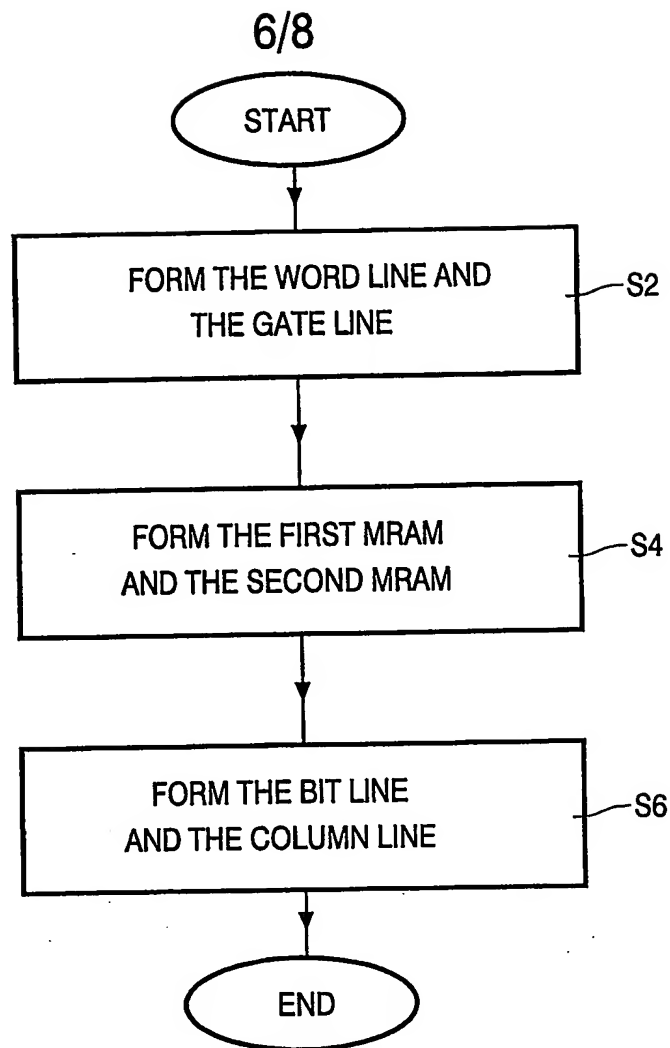 6/8
START
FORM THE WORD LINE AND
THE GATE LINE
S2
FORM THE FIRST MRAM
AND THE SECOND MRAM
S4
FORM THE BIT LINE
AND THE COLUMN LINE
S6
END